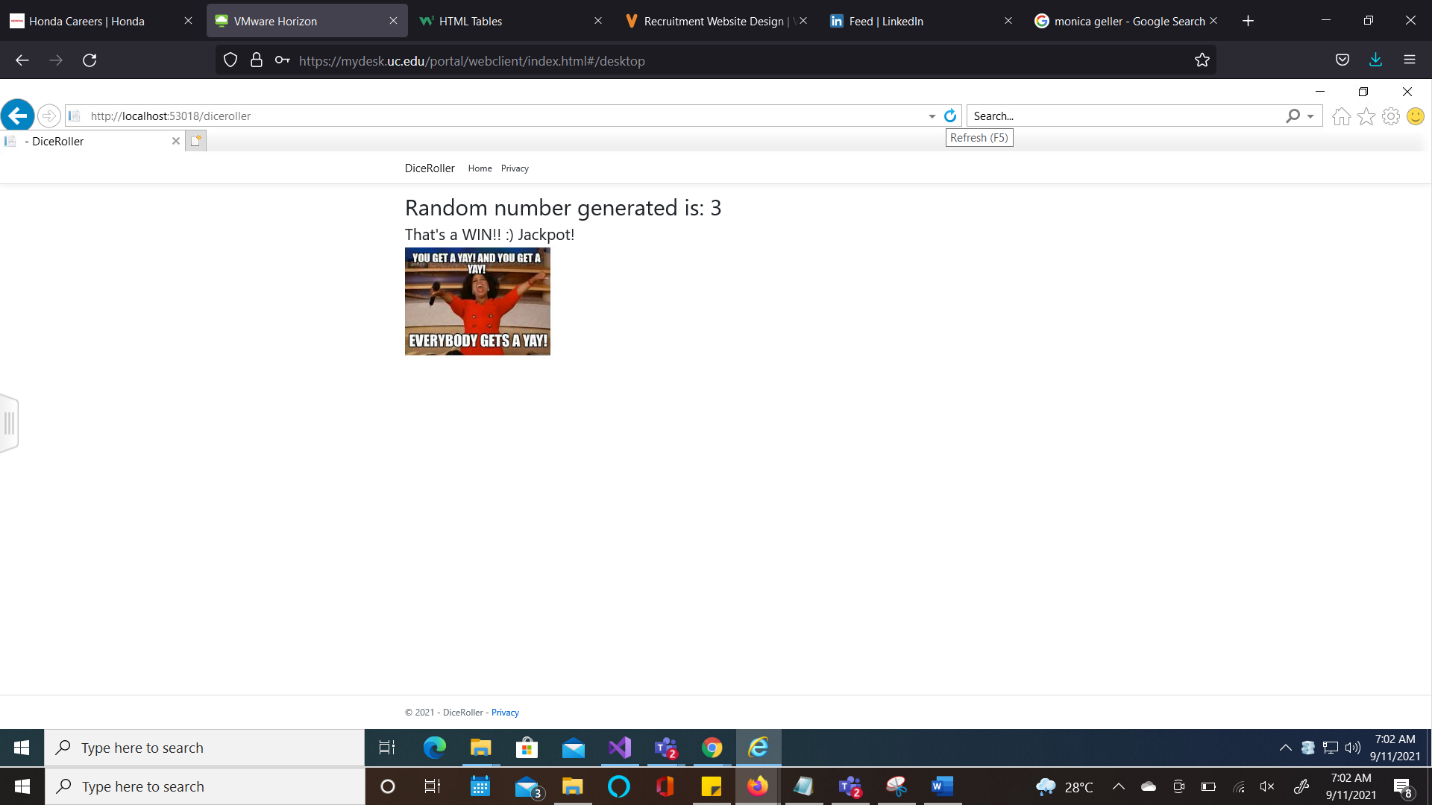 Honda Careers | Honda
VMware Horizon
HTML Tables
Recruitment Website Design |
Feed | LinkedIn
monica geller - Google Search
https://mydesk.uc.edu/portal/webclient/index.html#/desktop
http://localhost:53018/diceroller
Search...
- DiceRoller
Refresh (F5)
DiceRoller Home Privacy
Random number generated is: 3
That's a WIN!! :) Jackpot!
YOU GET A YAY! AND YOU GET A
YAY!
EVERYBODY GETS A YAY!
© 2021 - DiceRoller - Privacy
Type here to search
2
7:02 AM
9/11/2021
Type here to search
3
2
28°C
7:02 AM
9/11/2021
8